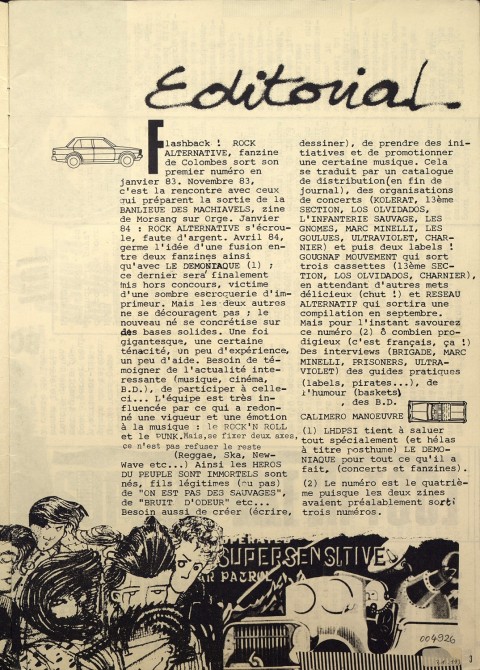 Editorial
Flashback ! ROCK
ALTERNATIVE, fanzine
de Colombes sort son
premier numéro en
janvier 83. Novembre 83,
c'est la rencontre avec ceux
qui préparent la sortie de la
BANLIEUE DES MACHIAVELS, zine
de Morsang sur Orge. Janvier
84 : ROCK ALTERNATIVE s'écrou-
le, faute d'argent. Avril 84,
germe l'idée d'une fusion en-
tre deux fanzines ainsi
qu'avec LE DEMONIAQUE (1) ;
ce dernier sera finalement
mis hors concours, victime
d'une sombre escroquerie d'im-
primeur. Mais les deux autres
ne se découragent pas ; le
nouveau né se concrétise sur
des bases solides. Une foi
gigantesque, une certaine
ténacité, un peu d'expérience,
un peu d'aide. Besoin de té-
moigner de l'actualité inté-
ressante (musique, cinéma,
B.D.), de participer à celle-
ci... L'équipe est très in-
fluencée par ce qui a redon-
né une vigueur et une émotion
à la musique : le ROCK'N ROLL
et le PUNK. Mais, se fixer deux axes,
ce n'est pas refuser le reste
(Reggae, Ska, New-
Wave etc...) Ainsi les HEROS
DU PEUPLE SONT IMMORTELS sont
nés, fils légitimes (ou pas)
de "ON EST PAS DES SAUVAGES",
de "BRUIT D'ODEUR" etc...
Besoin aussi de créer (écrire,
dessiner), de prendre des ini-
tiatives et de promotionner
une certaine musique. Cela
se traduit par un catalogue
de distribution(en fin de
journal), des organisations
de concerts (KOLERAT, 13ème
SECTION, LOS OLVIDADOS,
L'INFANTERIE SAUVAGE, LES
GNOMES, MARC MINELLI, LES
GOULUES, ULTRAVIOLET, CHAR-
NIER) et puis deux labels !
GOUGNAF MOUVEMENT qui sort
trois cassettes (13ème SEC-
TION, LOS OLVIDADOS, CHARNIER),
en attendant d'autres mets
délicieux (chut !) et RESEAU
ALTERNATIF qui sortira une
compilation en septembre.
Mais pour l'instant savourez
ce numéro (2) ô combien pro-
digieux (c'est français, ça !)
Des interviews (BRIGADE, MARC
MINELLI, PRISONERS, ULTRA-
VIOLET) des guides pratiques
(labels, pirates...), de
l'humour (baskets)
, des B.D.
CALIMERO MANOEUVRE
(1) LHDPSI tient à saluer
tout spécialement (et hélas
à titre posthume) LE DEMO-
NIAQUE pour tout ce qu'il a
fait, (concerts et fanzines).
(2) Le numéro est le quatriè-
me puisque les deux zines
avaient préalablement sorti
trois numéros.
SUPERSENSITIVE
PATROL
004926